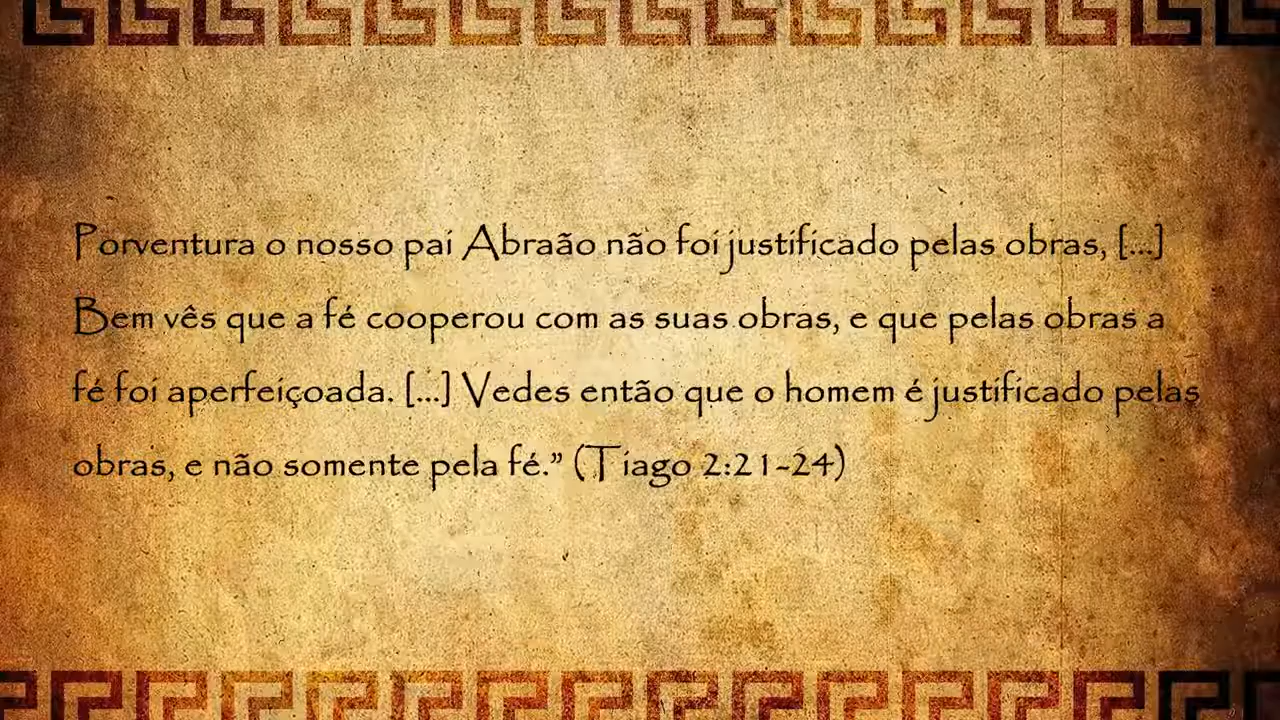 Porventura o nosso pai Abraão não foi justificado pelas obras, [...]
Bem vês que a fé cooperou com as suas obras, e que pelas obras a
fé foi aperfeiçoada. [...] Vedes então que o homem é justificado pelas
obras, e não somente pela fé.” (Tiago 2:21-24)